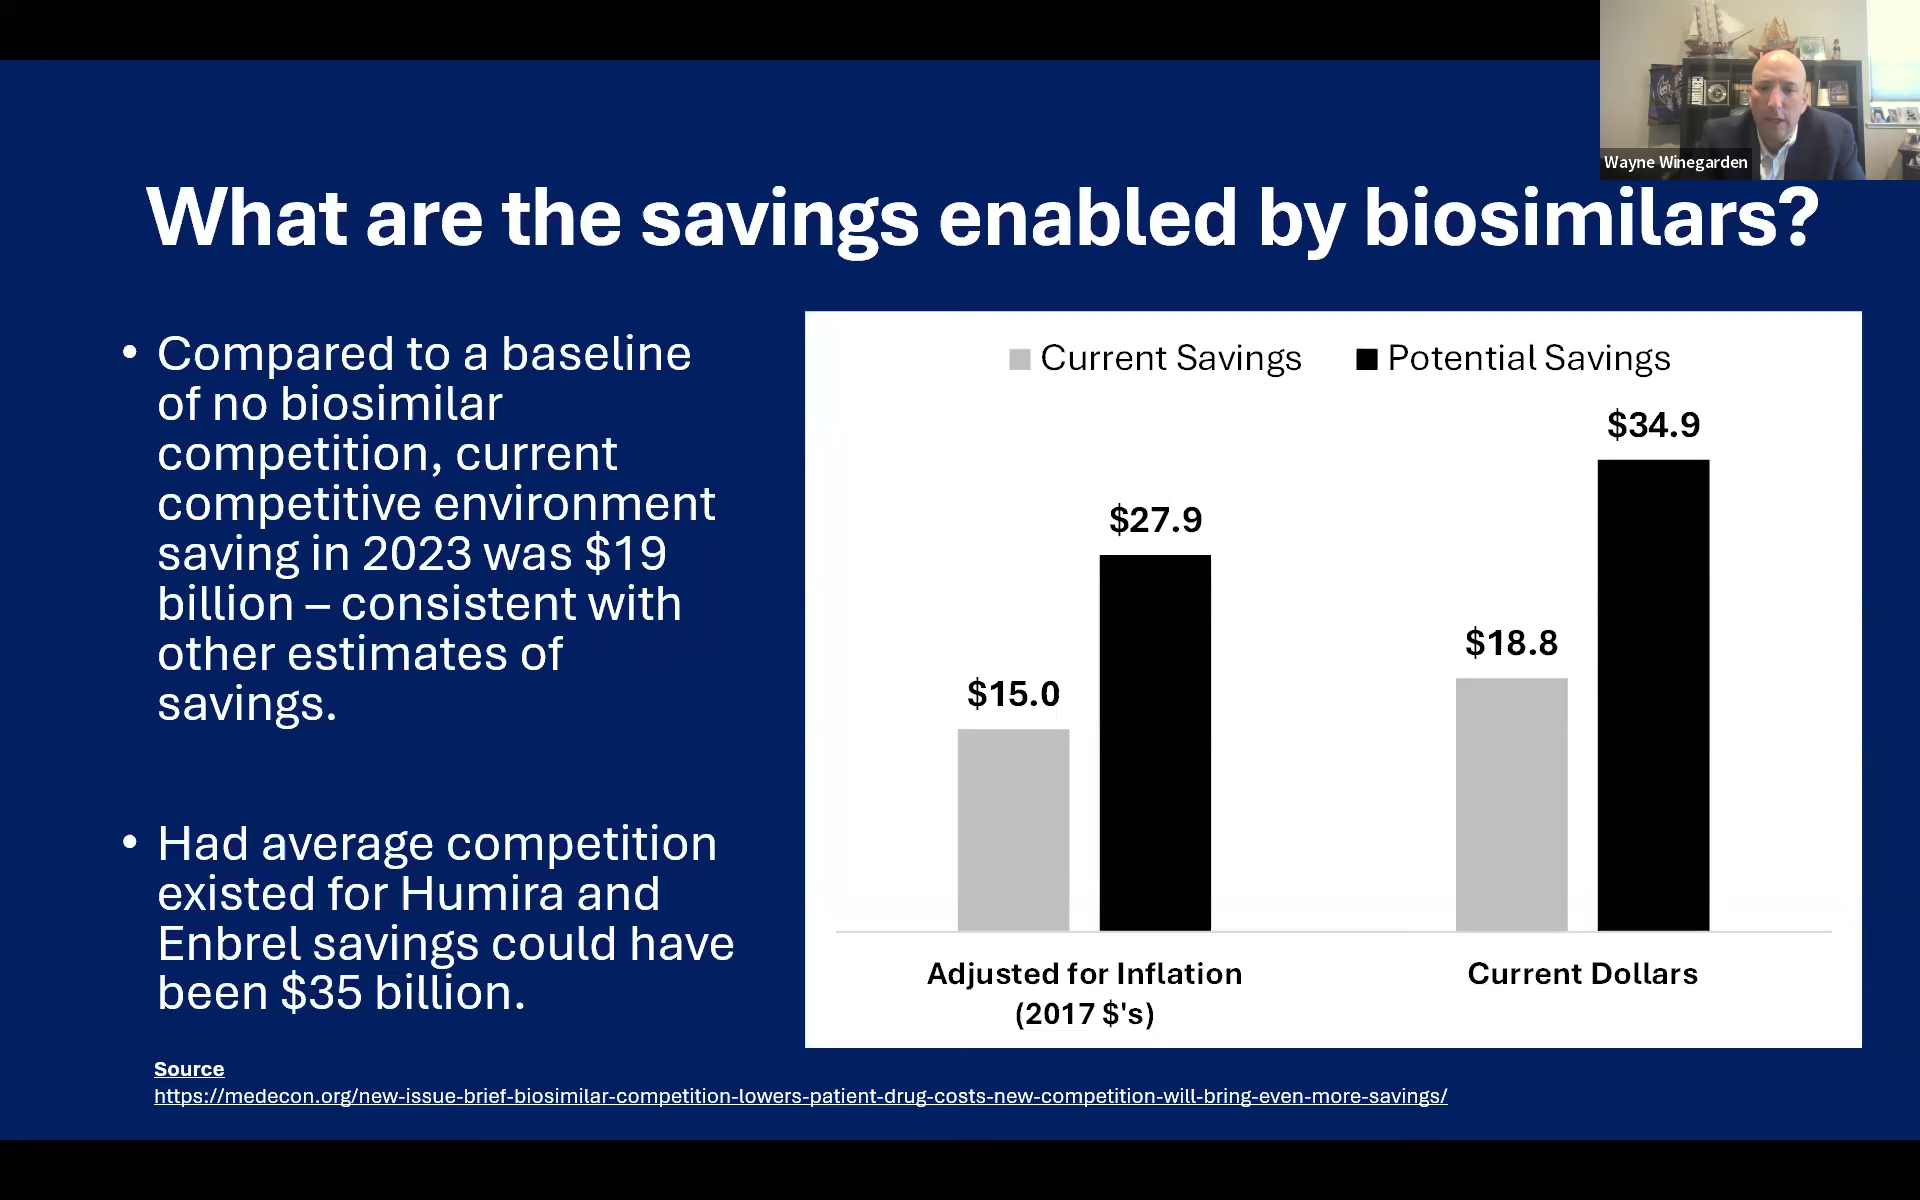 Wayne Winegarden
What are the savings enabled by biosimilars?
• Compared to a baseline
of no biosimilar
competition, current
competitive environment
saving in 2023 was $19
billion – consistent with
other estimates of
savings.
• Had average competition
existed for Humira and
Enbrel savings could have
been $35 billion.
Current Savings Potential Savings
$34.9
$27.9
$18.8
$15.0
Adjusted for Inflation
(2017 $'s)
Current Dollars
Source
https://medecon.org/new-issue-brief-biosimilar-competition-lowers-patient-drug-costs-new-competition-will-bring-even-more-savings/